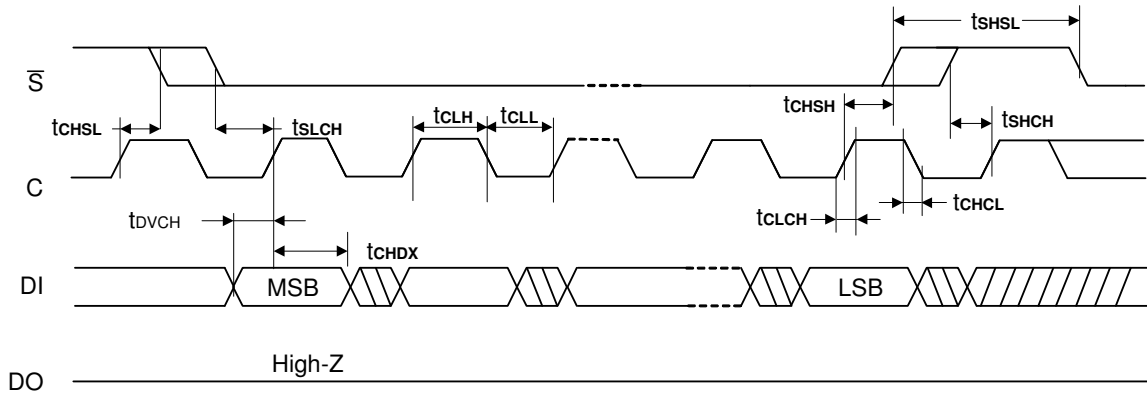 tSHSL
S
tCHSL
tSLCH
tCLH
tCLL
tCHSH
tSHCH
C
tDVCH
tCHDX
tCLCH
tCHCL
DI
MSB
LSB
High-Z
DO